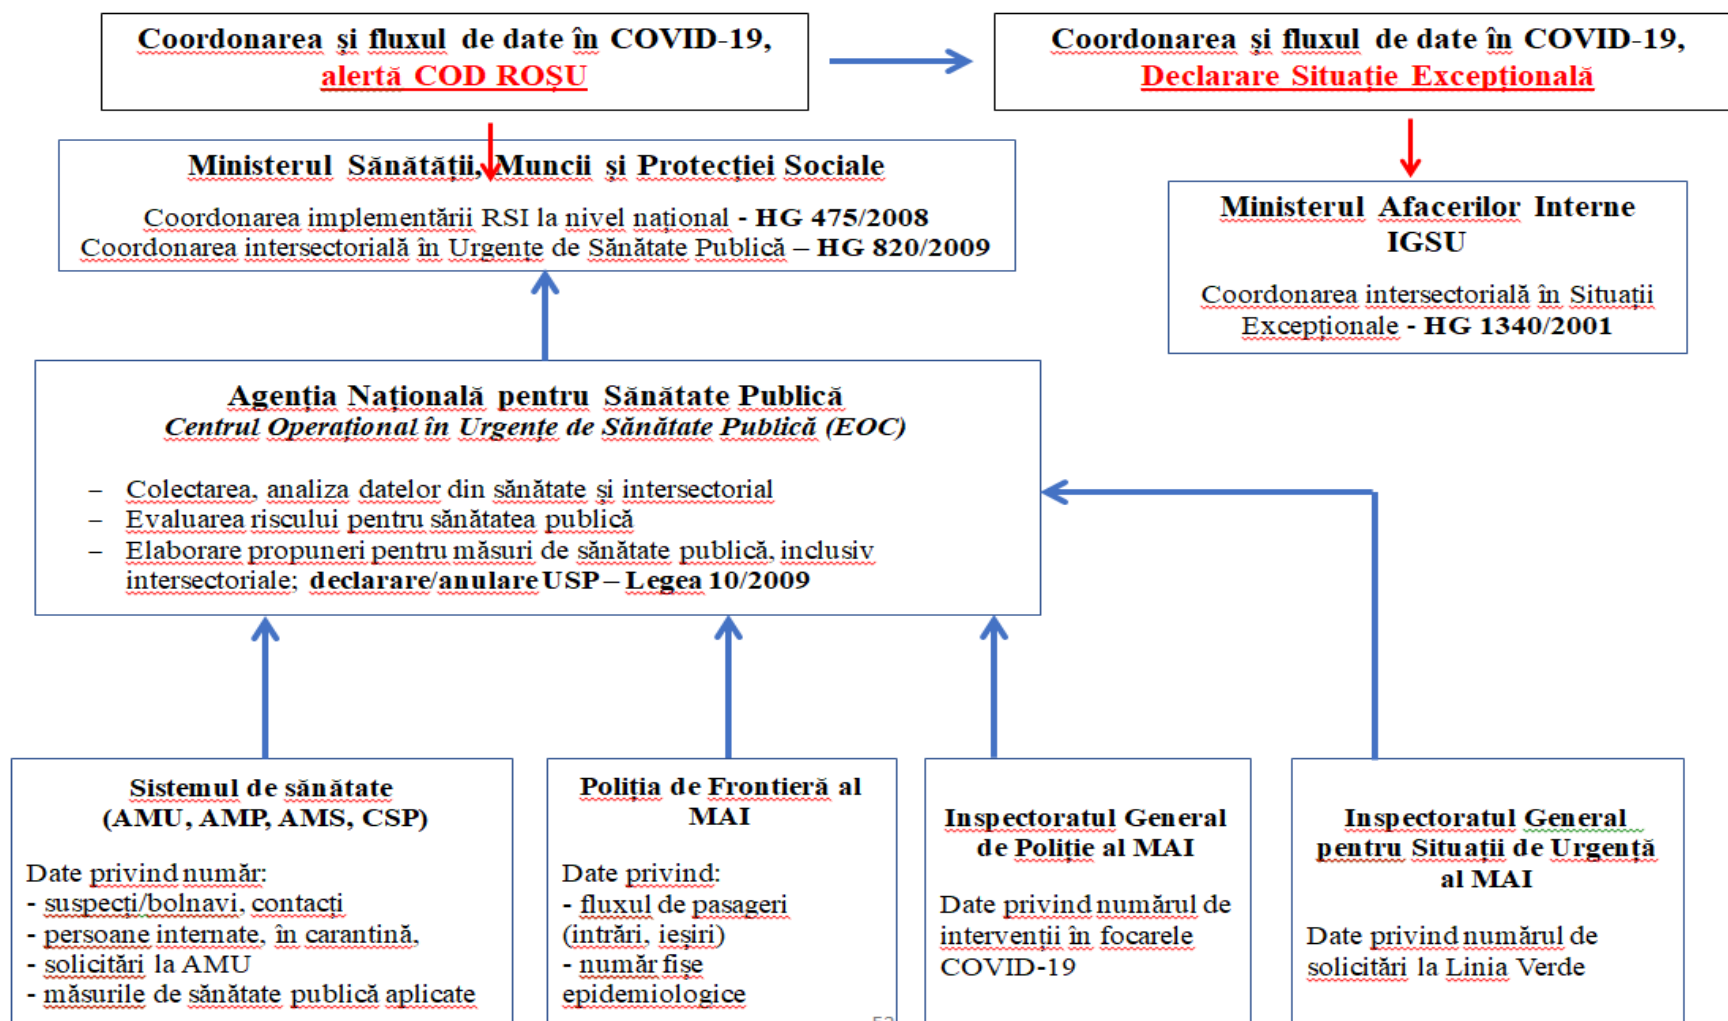 Coordonarea și fluxul de date în COVID-19,
alertă COD ROȘU
Coordonarea și fluxul de date în COVID-19,
Declarare Situație Excepțională
Ministerul Sănătății, Muncii și Protecției Sociale
Coordonarea implementării RSI la nivel național - HG 475/2008
Coordonarea intersectorială în Urgențe de Sănătate Publică – HG 820/2009
Ministerul Afacerilor Interne
IGSU
Coordonarea intersectorială în Situații
Excepționale - HG 1340/2001
Agenția Națională pentru Sănătate Publică
Centrul Operațional în Urgențe de Sănătate Publică (EOC)
– Colectarea, analiza datelor din sănătate și intersectorial
– Evaluarea riscului pentru sănătatea publică
– Elaborare propuneri pentru măsuri de sănătate publică, inclusiv
intersectoriale; declarare/anulare USP – Legea 10/2009
Sistemul de sănătate
(AMU, AMP, AMS, CSP)
Date privind număr:
- suspecți/bolnavi, contacți
- persoane internate, în carantină,
- solicitări la AMU
- măsurile de sănătate publică aplicate
Poliția de Frontieră al
MAI
Date privind:
- fluxul de pasageri
(intrări, ieșiri)
- număr fișe
epidemiologice
Inspectoratul General
de Poliție al MAI
Date privind numărul de
intervenții în focarele
COVID-19
Inspectoratul General
pentru Situații de Urgență
al MAI
Date privind numărul de
solicitări la Linia Verde